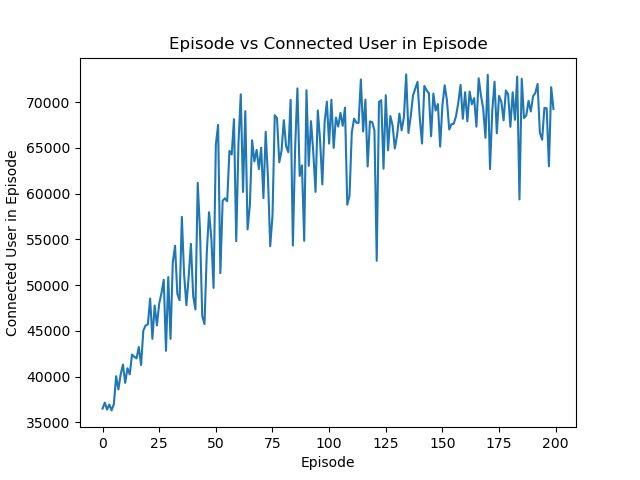 Episode vs Connected User in Episode
Connected User in Episode
70000
65000
60000
55000
50000
45000
40000
35000
0 25 50 75 100 125 150 175 200
Episode